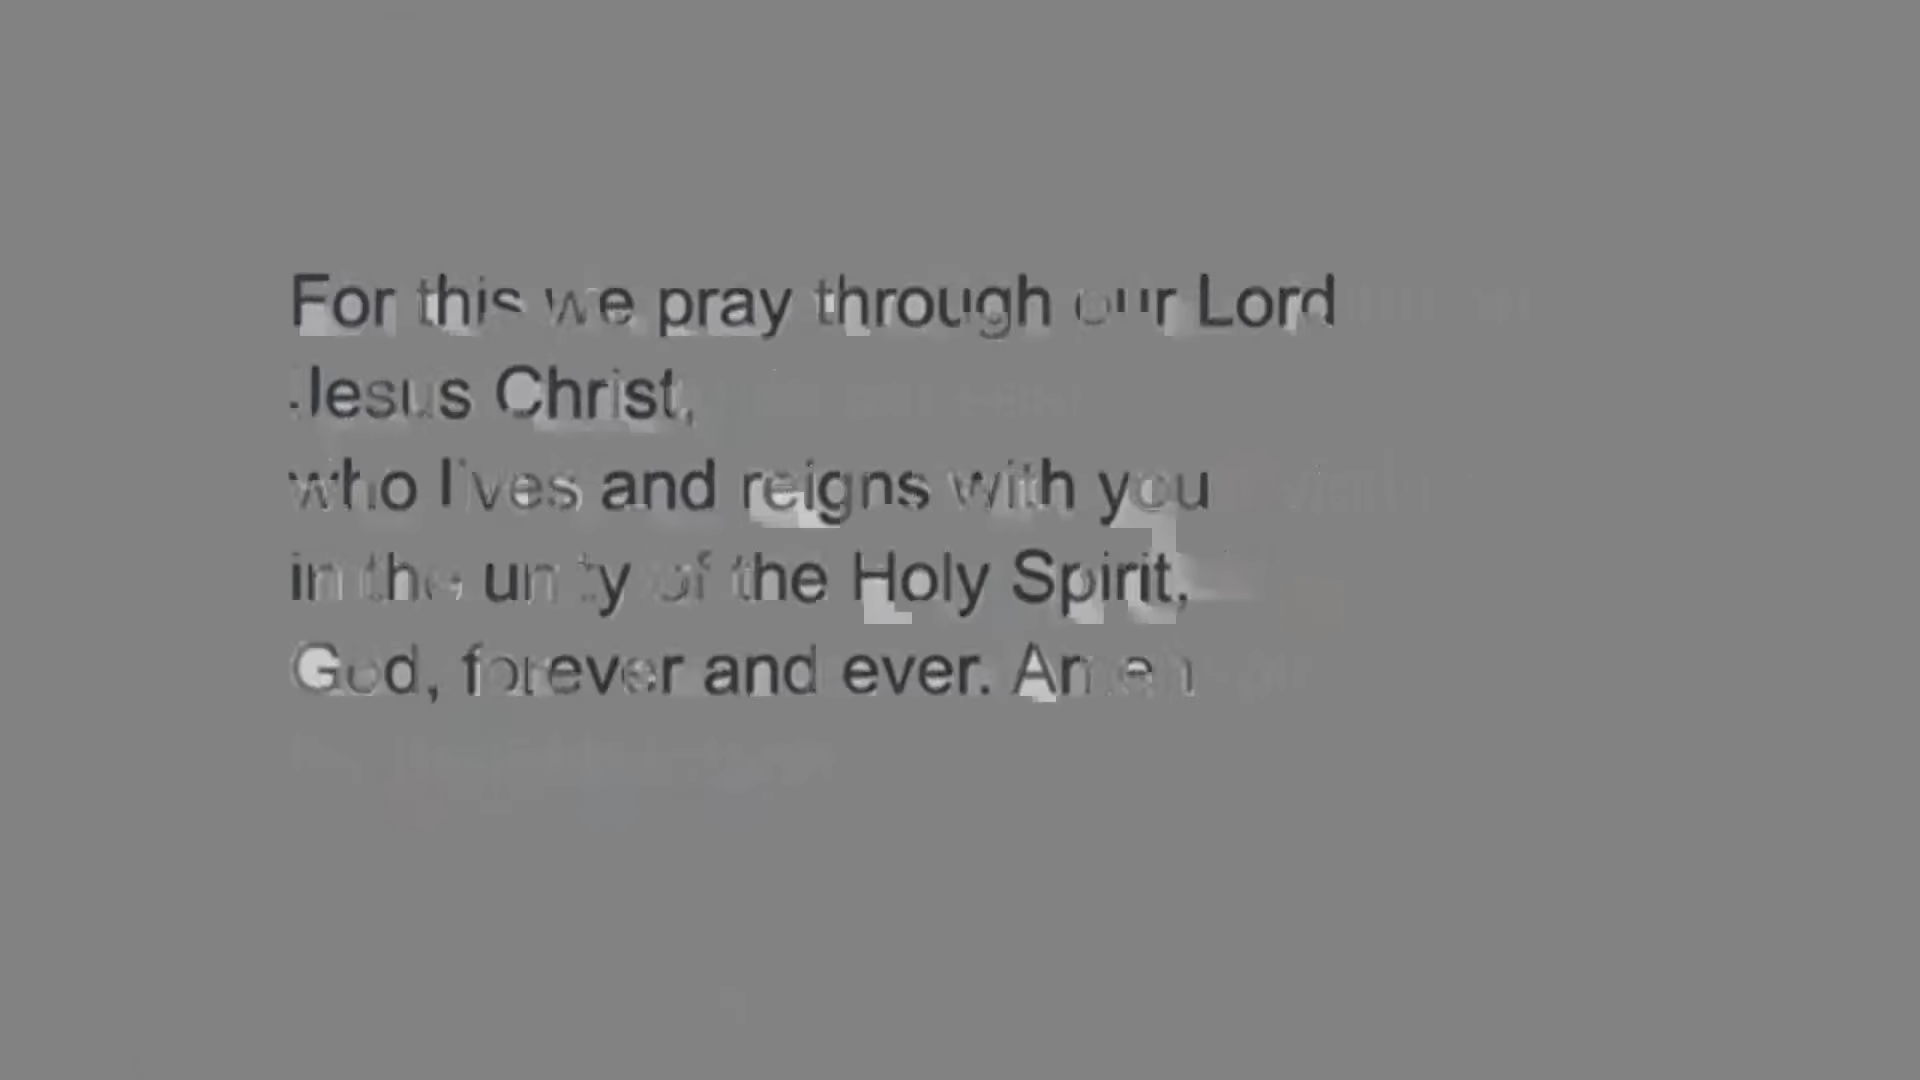 For this we pray through our Lord
Jesus Christ,
who lives and reigns with you
in the unity of the Holy Spirit,
God, forever and ever. Amen